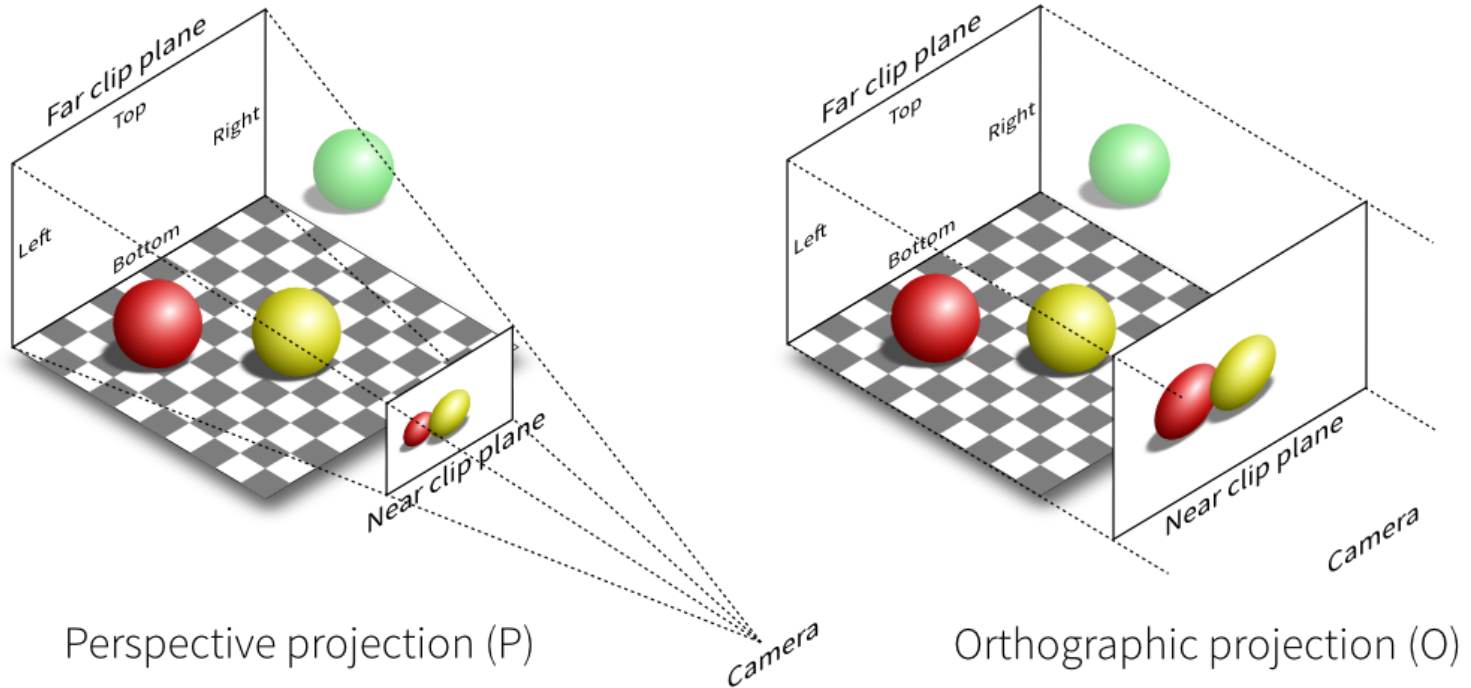 Far clip plane
Top
Right
Left
Bottom
Near clip plane
Camera
Perspective projection (P)
Far clip plane
Top
Right
Left
Bottom
Near clip plane
Camera
Orthographic projection (O)